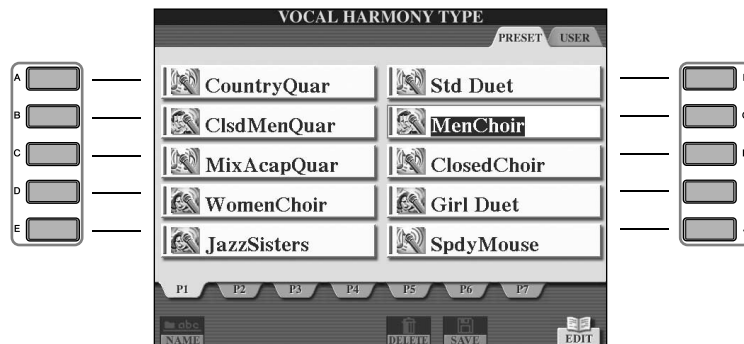 VOCAL HARMONY TYPE
PRESET USER
A CountryQuar Std Duet
B ClsdMenQuar MenChoir
C MixAcapQuar ClosedChoir
D WomenChoir Girl Duet
E JazzSisters SpdyMouse
P1 P2 P3 P4 P5 P6 P7
abc
NAME DELETE SAVE EDIT